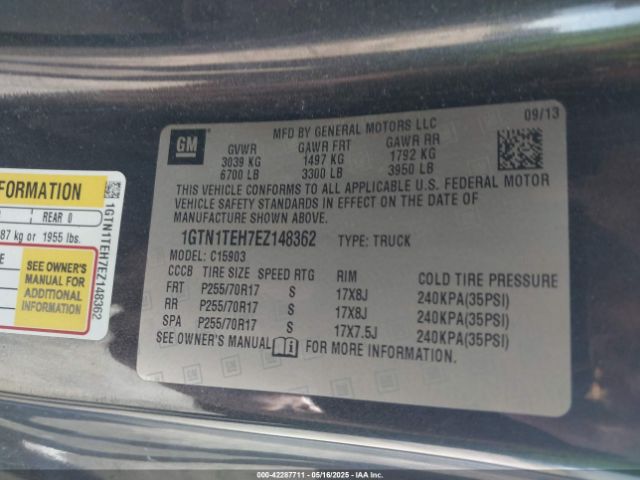 FORMATION
REAR 0
87 kg or 1955 lbs.
SEE OWNER'S
MANUAL FOR
ADDITIONAL
INFORMATION
1GTN1TEH7EZ148362
GM
MFD BY GENERAL MOTORS LLC
09/13
GVWR GAWR FRT GAWR RR
3039 KG 1497 KG 1792 KG
6700 LB 3300 LB 3950 LB
THIS VEHICLE CONFORMS TO ALL APPLICABLE U.S. FEDERAL MOTOR
VEHICLE SAFETY STANDARDS IN EFFECT ON THE DATE OF
MANUFACTURE SHOWN ABOVE.
1GTN1TEH7EZ148362 TYPE: TRUCK
CCCB MODEL: C15903
TIRE SIZE SPEED RTG RIM COLD TIRE PRESSURE
FRT P255/70R17 S 17X8J 240KPA(35PSI)
RR P255/70R17 S 17X8J 240KPA(35PSI)
SPA P255/70R17 S 17X7.5J 240KPA(35PSI)
SEE OWNER'S MANUAL FOR MORE INFORMATION.
000-42287711 - 05/16/2025 - IAAI, Inc.